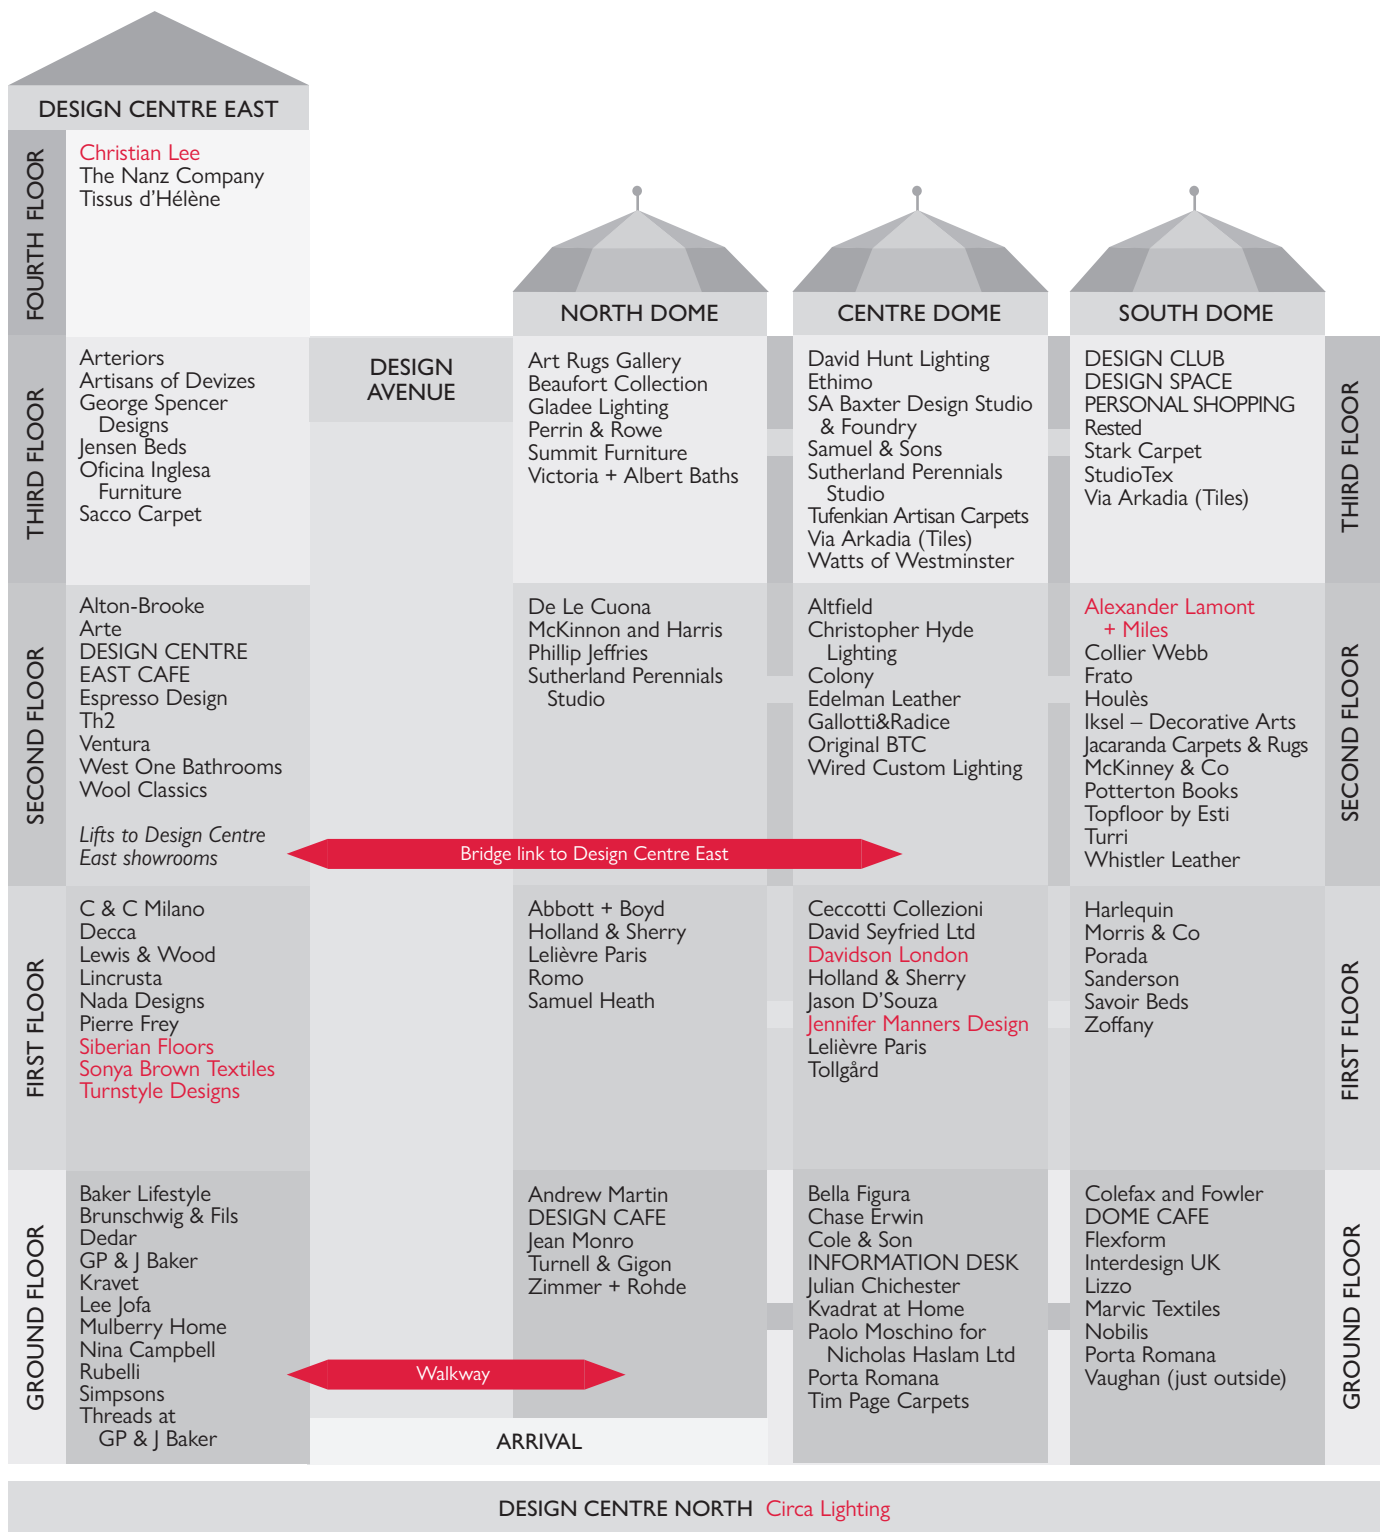 DESIGN CENTRE EAST
FOURTH FLOOR
Christian Lee
The Nanz Company
Tissus d'Hélène
THIRD FLOOR
Arteriors
Artisans of Devizes
George Spencer
Designs
Jensen Beds
Oficina Inglesa
Furniture
Sacco Carpet
SECOND FLOOR
Alton-Brooke
Arte
DESIGN CENTRE
EAST CAFE
Espresso Design
Th2
Ventura
West One Bathrooms
Wool Classics
Lifts to Design Centre
East showrooms
FIRST FLOOR
C & C Milano
Decca
Lewis & Wood
Lincrusta
Nada Designs
Pierre Frey
Siberian Floors
Sonya Brown Textiles
Turnstyle Designs
GROUND FLOOR
Baker Lifestyle
Brunschwig & Fils
Dedar
GP & J Baker
Kravet
Lee Jofa
Mulberry Home
Nina Campbell
Rubelli
Simpsons
Threads at
GP & J Baker
DESIGN
AVENUE
Bridge link to Design Centre East
Walkway
ARRIVAL
NORTH DOME
Art Rugs Gallery
Beaufort Collection
Gladee Lighting
Perrin & Rowe
Summit Furniture
Victoria + Albert Baths
De Le Cuona
McKinnon and Harris
Phillip Jeffries
Sutherland Perennials
Studio
Abbott + Boyd
Holland & Sherry
Lelièvre Paris
Romo
Samuel Heath
Andrew Martin
DESIGN CAFE
Jean Monro
Turnell & Gigon
Zimmer + Rohde
CENTRE DOME
David Hunt Lighting
Ethimo
SA Baxter Design Studio
& Foundry
Samuel & Sons
Sutherland Perennials
Studio
Tufenkian Artisan Carpets
Via Arkadia (Tiles)
Watts of Westminster
Altfield
Christopher Hyde
Lighting
Colony
Edelman Leather
Gallotti&Radice
Original BTC
Wired Custom Lighting
Ceccotti Collezioni
David Seyfried Ltd
Davidson London
Holland & Sherry
Jason D'Souza
Jennifer Manners Design
Lelièvre Paris
Tollgård
Bella Figura
Chase Erwin
Cole & Son
INFORMATION DESK
Julian Chichester
Kvadrat at Home
Paolo Moschino for
Nicholas Haslam Ltd
Porta Romana
Tim Page Carpets
SOUTH DOME
DESIGN CLUB
DESIGN SPACE
PERSONAL SHOPPING
Rested
Stark Carpet
StudioTex
Via Arkadia (Tiles)
THIRD FLOOR
Alexander Lamont
+ Miles
Collier Webb
Frato
Houlès
Iksel – Decorative Arts
Jacaranda Carpets & Rugs
McKinney & Co
Potterton Books
Topfloor by Esti
Turri
Whistler Leather
SECOND FLOOR
Harlequin
Morris & Co
Porada
Sanderson
Savoir Beds
Zoffany
FIRST FLOOR
Colefax and Fowler
DOME CAFE
Flexform
Interdesign UK
Lizzo
Marvic Textiles
Nobilis
Porta Romana
Vaughan (just outside)
GROUND FLOOR
DESIGN CENTRE NORTH Circa Lighting